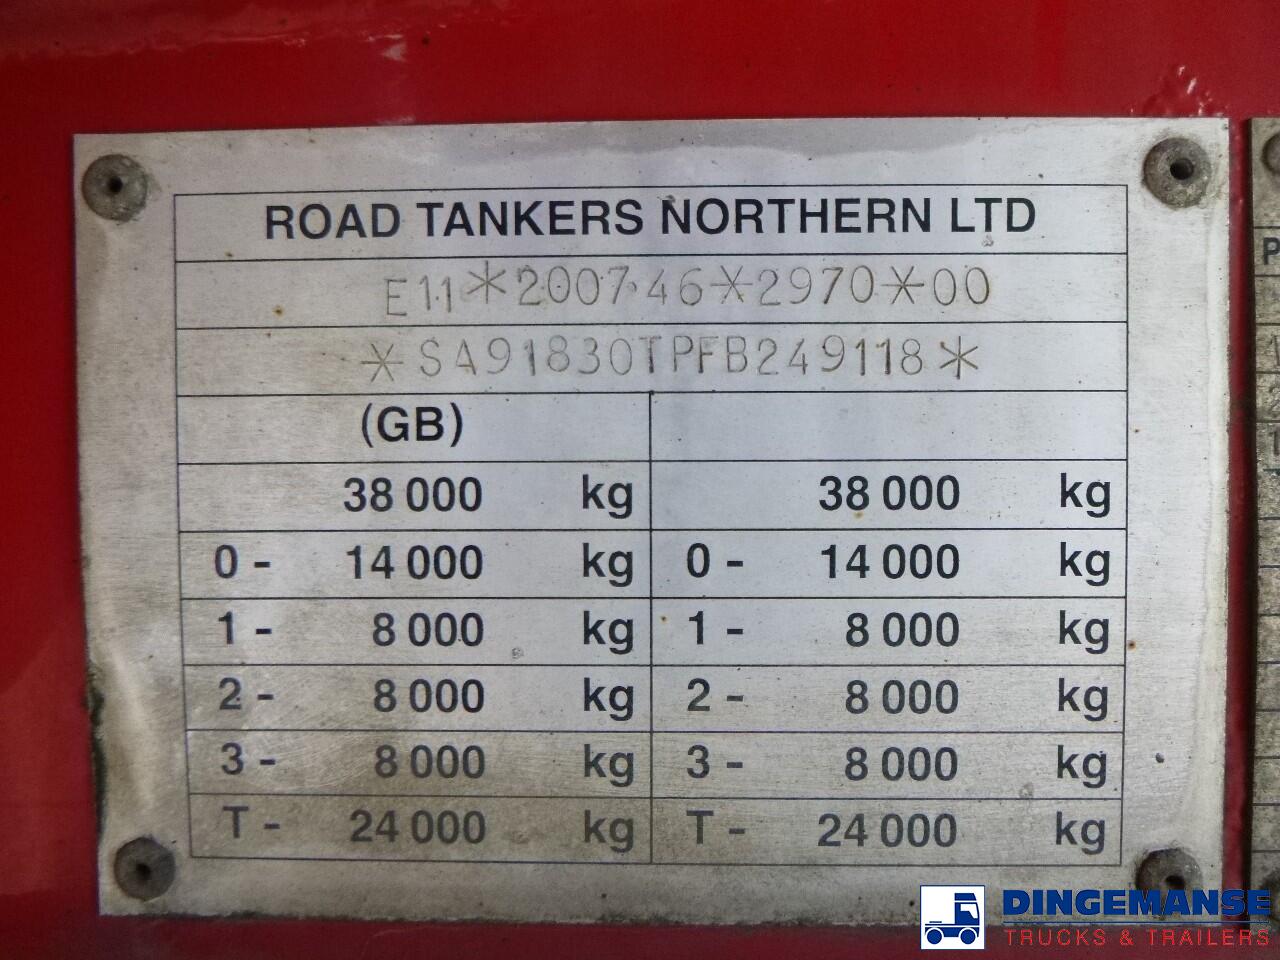 ROAD TANKERS NORTHERN LTD
E11*2007·46*2970*00
*SA91830TPFB249118*
(GB)
38 000 kg 38 000 kg
0 - 14 000 kg 0 - 14 000 kg
1 - 8 000 kg 1 - 8 000 kg
2 - 8 000 kg 2 - 8 000 kg
3 - 8 000 kg 3 - 8 000 kg
T - 24 000 kg T - 24 000 kg
P
DINGEMANSE
TRUCKS & TRAILERS